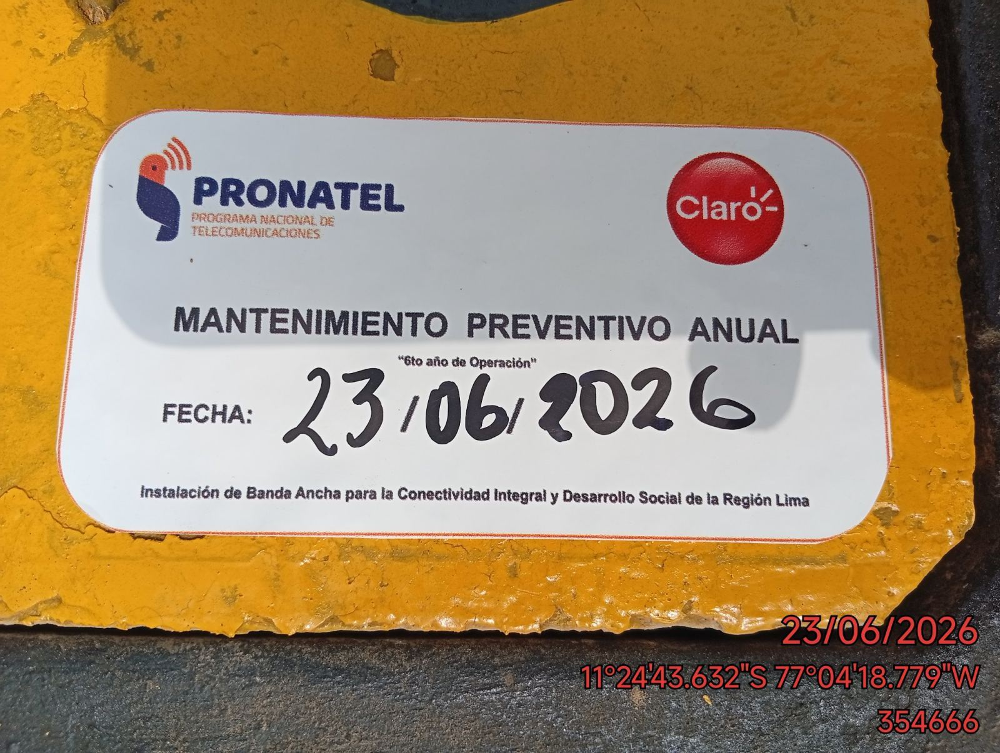 PRONATEL
PROGRAMA NACIONAL DE
TELECOMUNICACIONES
Claro
MANTENIMIENTO PREVENTIVO ANUAL
"6to año de Operación"
FECHA: 23/06/2026
Instalación de Banda Ancha para la Conectividad Integral y Desarrollo Social de la Región Lima
23/06/2026
11°24'43.632"S 77°04'18.779"W
354666